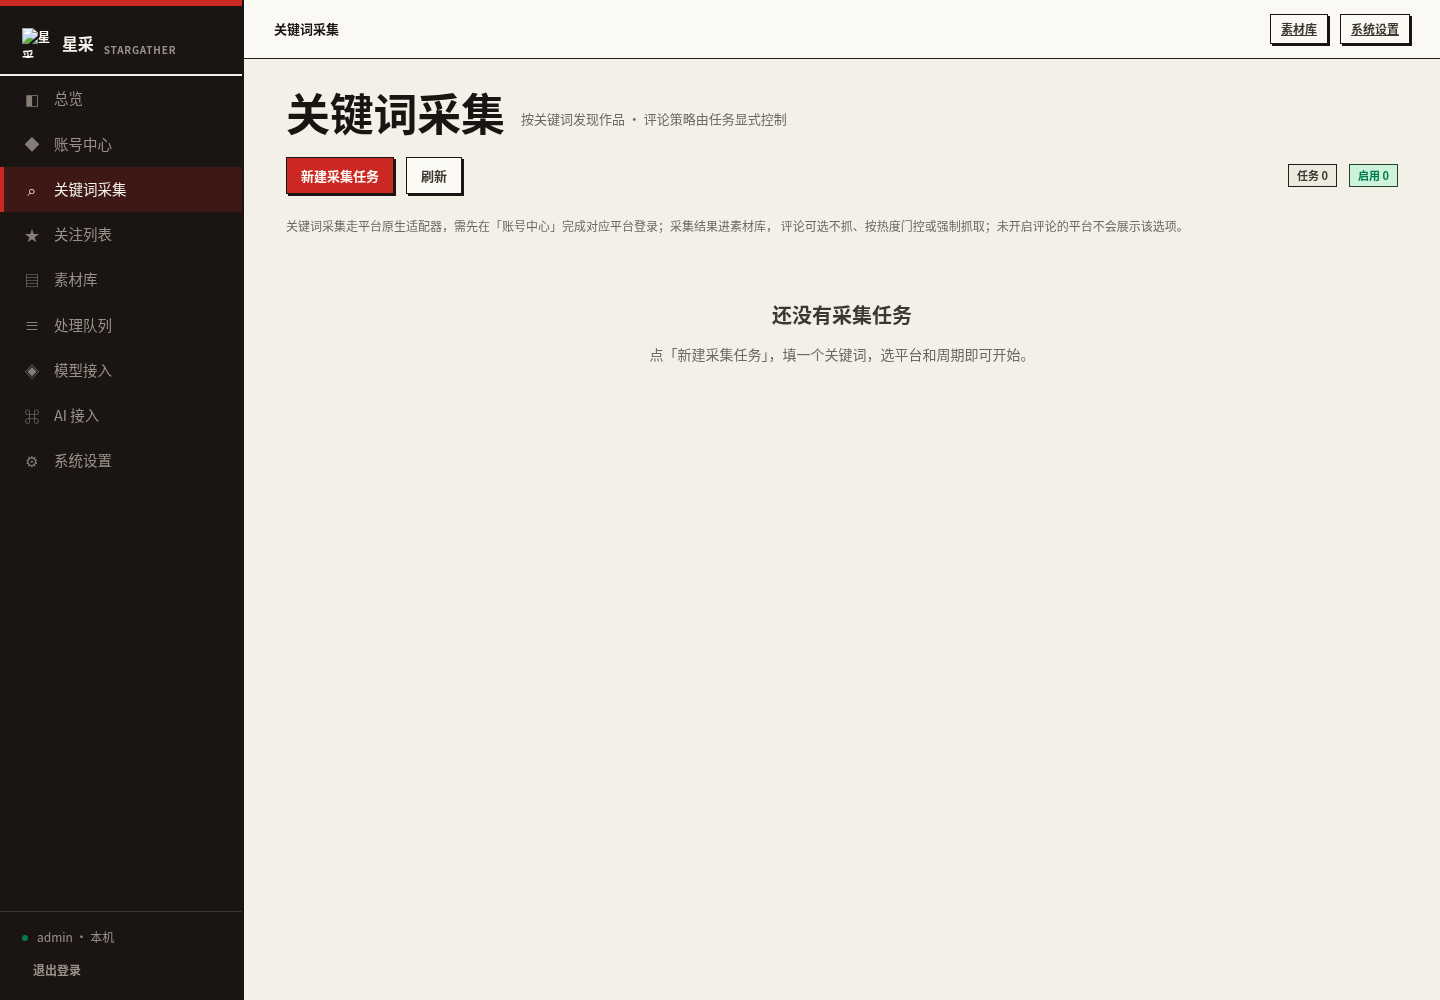 星采
星采 STARGATHER
总览
账号中心
关键词采集
关注列表
素材库
处理队列
模型接入
AI 接入
系统设置
admin · 本机
退出登录
关键词采集
素材库
系统设置
关键词采集 按关键词发现作品 · 评论策略由任务显式控制
新建采集任务
刷新
任务 0
启用 0
关键词采集走平台原生适配器，需先在「账号中心」完成对应平台登录；采集结果进素材库， 评论可选不抓、按热度门控或强制抓取；未开启评论的平台不会展示该选项。
还没有采集任务
点「新建采集任务」，填一个关键词，选平台和周期即可开始。